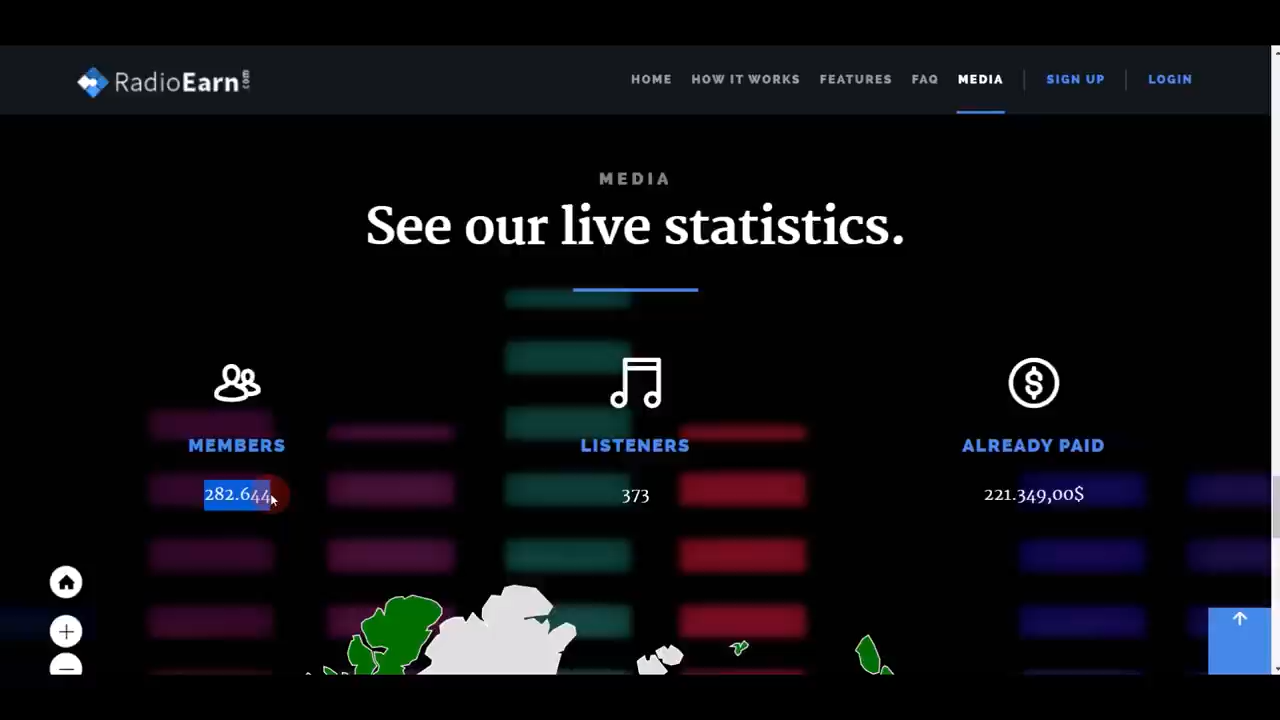 RadioEarn.com
HOME HOW IT WORKS FEATURES FAQ MEDIA SIGN UP LOGIN
MEDIA
See our live statistics.
MEMBERS LISTENERS ALREADY PAID
282.644 373 221.349,00$